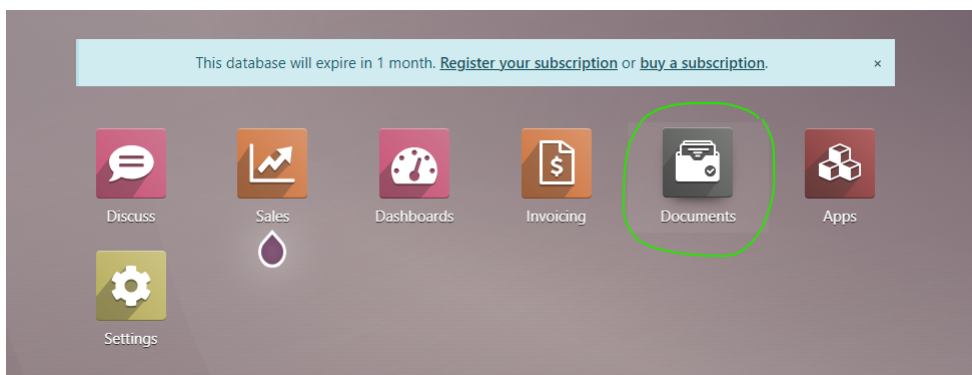 This database will expire in 1 month. Register your subscription or buy a subscription. ×
Discuss Sales Dashboards Invoicing Documents Apps
Settings